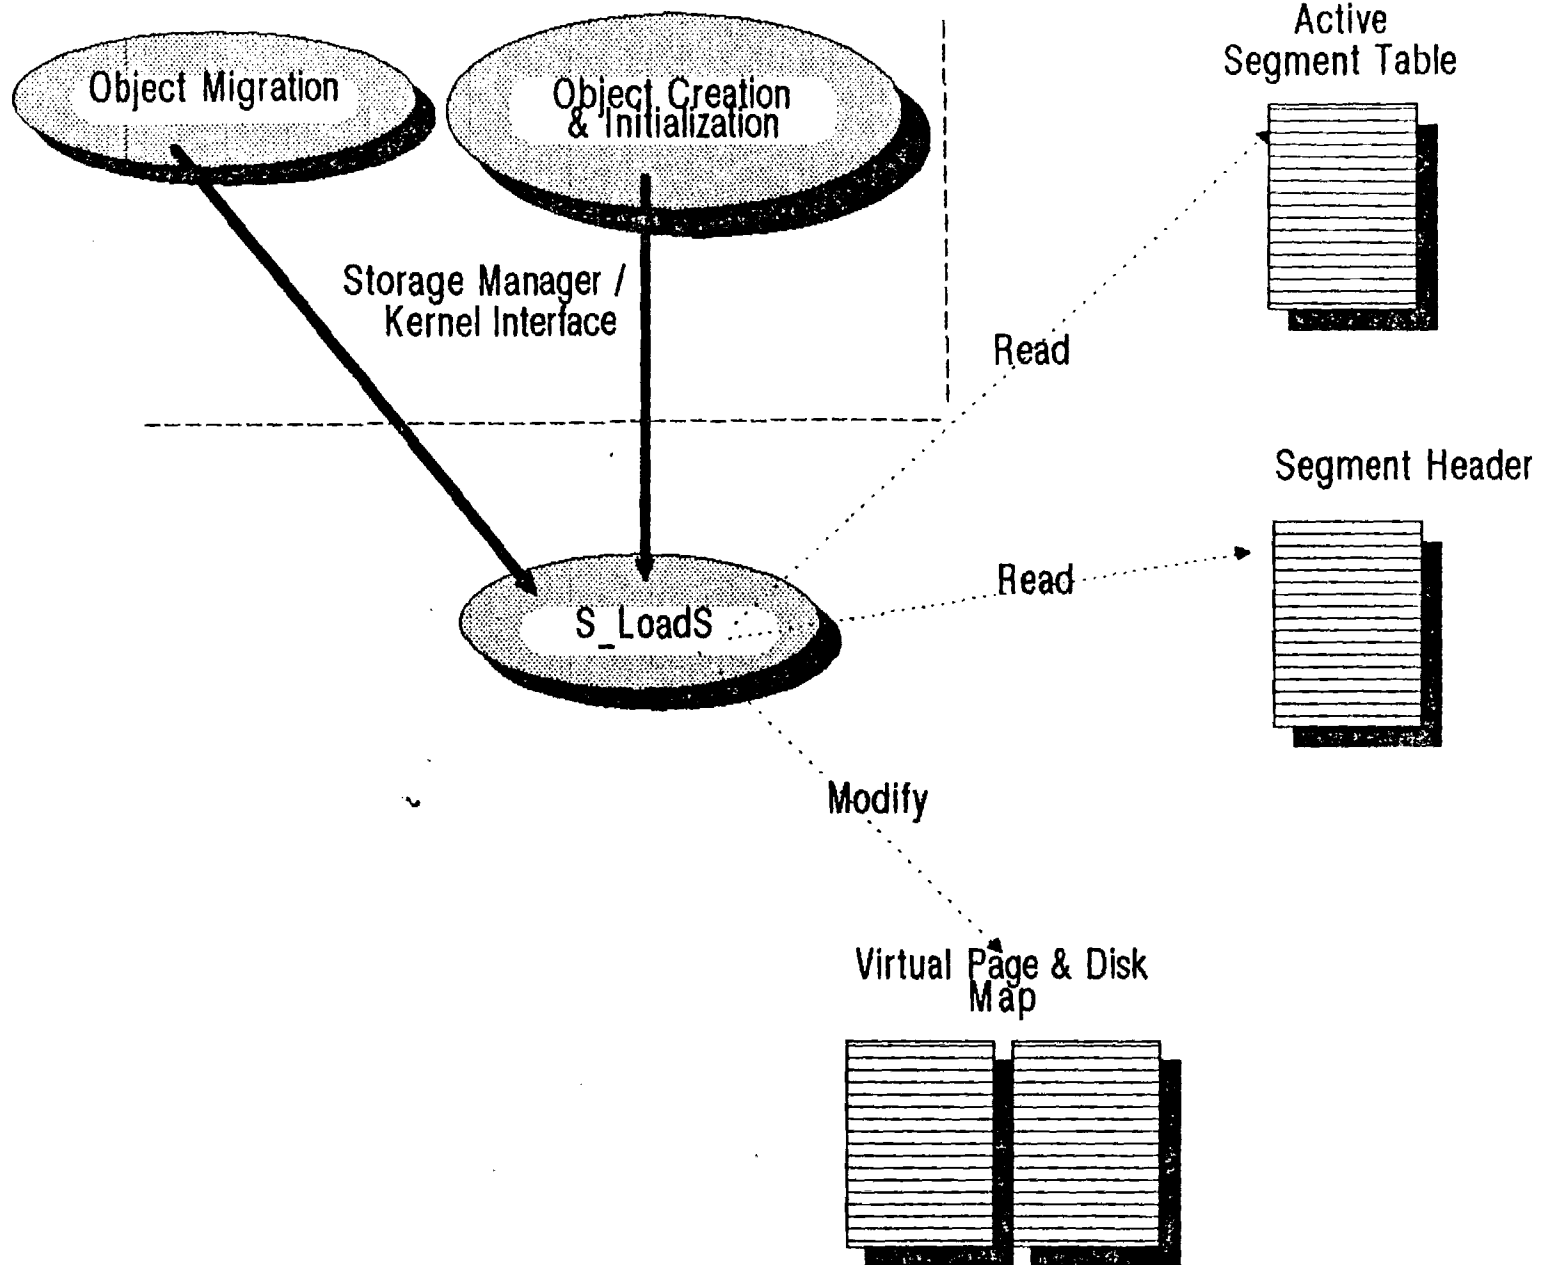 Active
Segment Table
Object Migration
Object Creation
& Initialization
Storage Manager /
Kernel Interface
Read
Segment Header
Read
S_LoadS
Modify
Virtual Page & Disk
Map